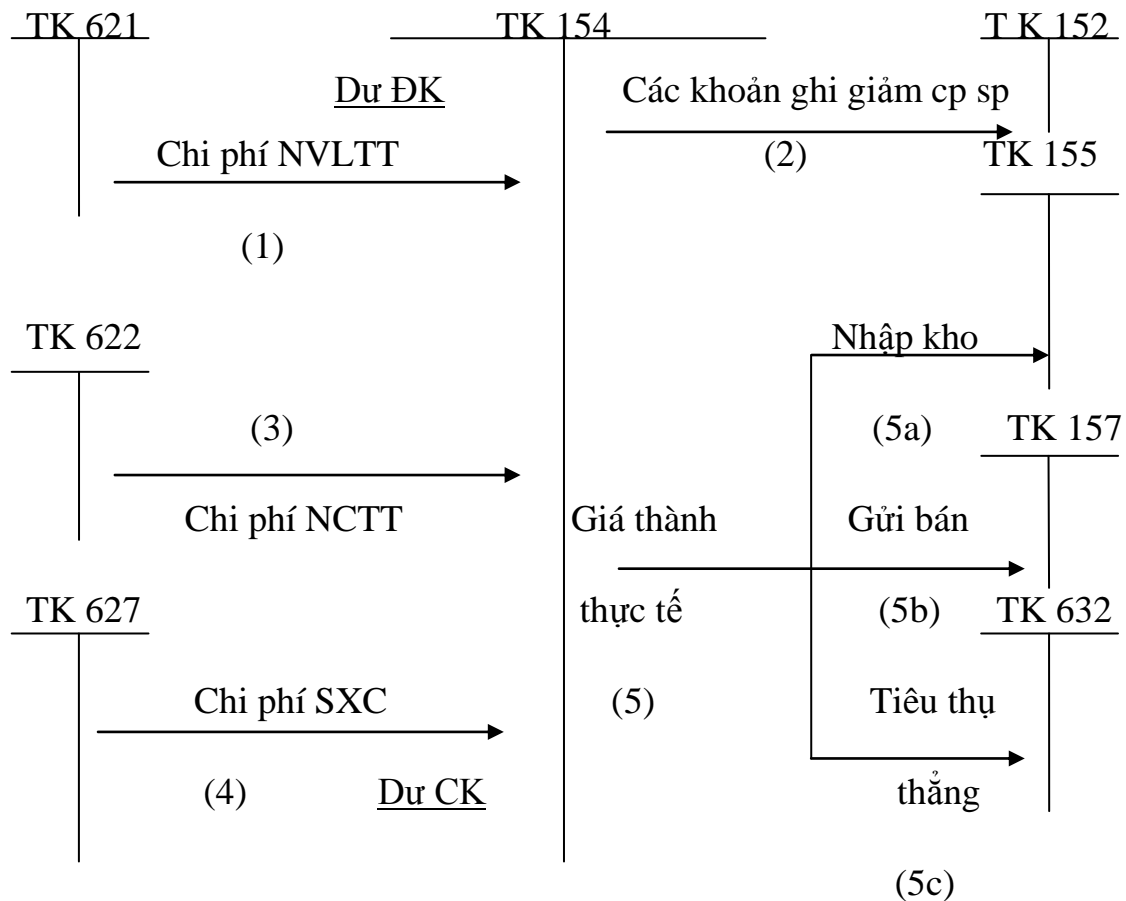 TK 621
TK 154
T K 152
Dư ĐK
Các khoản ghi giảm cp sp
Chi phí NVLTT
(2)
TK 155
(1)
TK 622
Nhập kho
(3)
(5a)
TK 157
Chi phí NCTT
Giá thành
Gửi bán
TK 627
thực tế
(5b)
TK 632
Chi phí SXC
(5)
Tiêu thụ
(4)
Dư CK
thẳng
(5c)